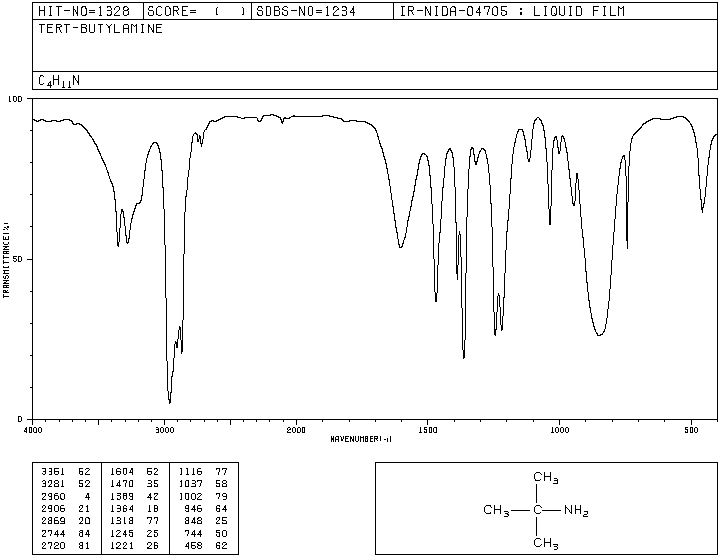 HIT-NO=1328 SCORE= ( ) SDBS-NO=1234 IR-NIDA-04705 : LIQUID FILM
TERT-BUTYLAMINE
C4H11N
100
50
0
TRANSMITTANCE(%)
4000 3000 2000 1500 1000 500
WAVENUMBER(-1)
3361 52 1604 52 1116 77
3281 52 1470 35 1037 58
2960 4 1389 42 1002 79
2906 21 1364 18 946 64
2869 20 1318 77 848 25
2744 84 1245 25 744 50
2720 81 1221 26 458 62
CH3
CH3—C—NH2
CH3